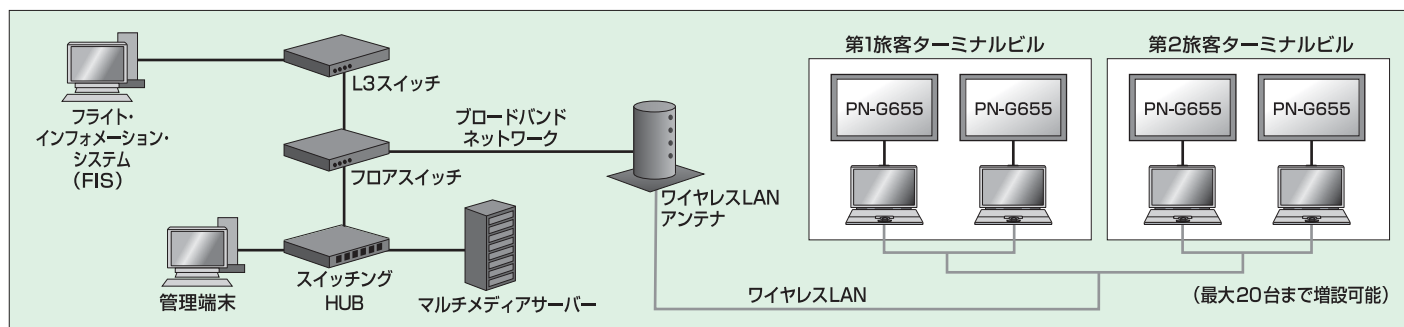 フライト・
インフォメーション・
システム
(FIS)
L3スイッチ
フロアスイッチ
管理端末
スイッチング
HUB
マルチメディアサーバー
ブロードバンド
ネットワーク
ワイヤレスLAN
アンテナ
ワイヤレスLAN
第1旅客ターミナルビル
PN-G655
PN-G655
第2旅客ターミナルビル
PN-G655
PN-G655
(最大20台まで増設可能)